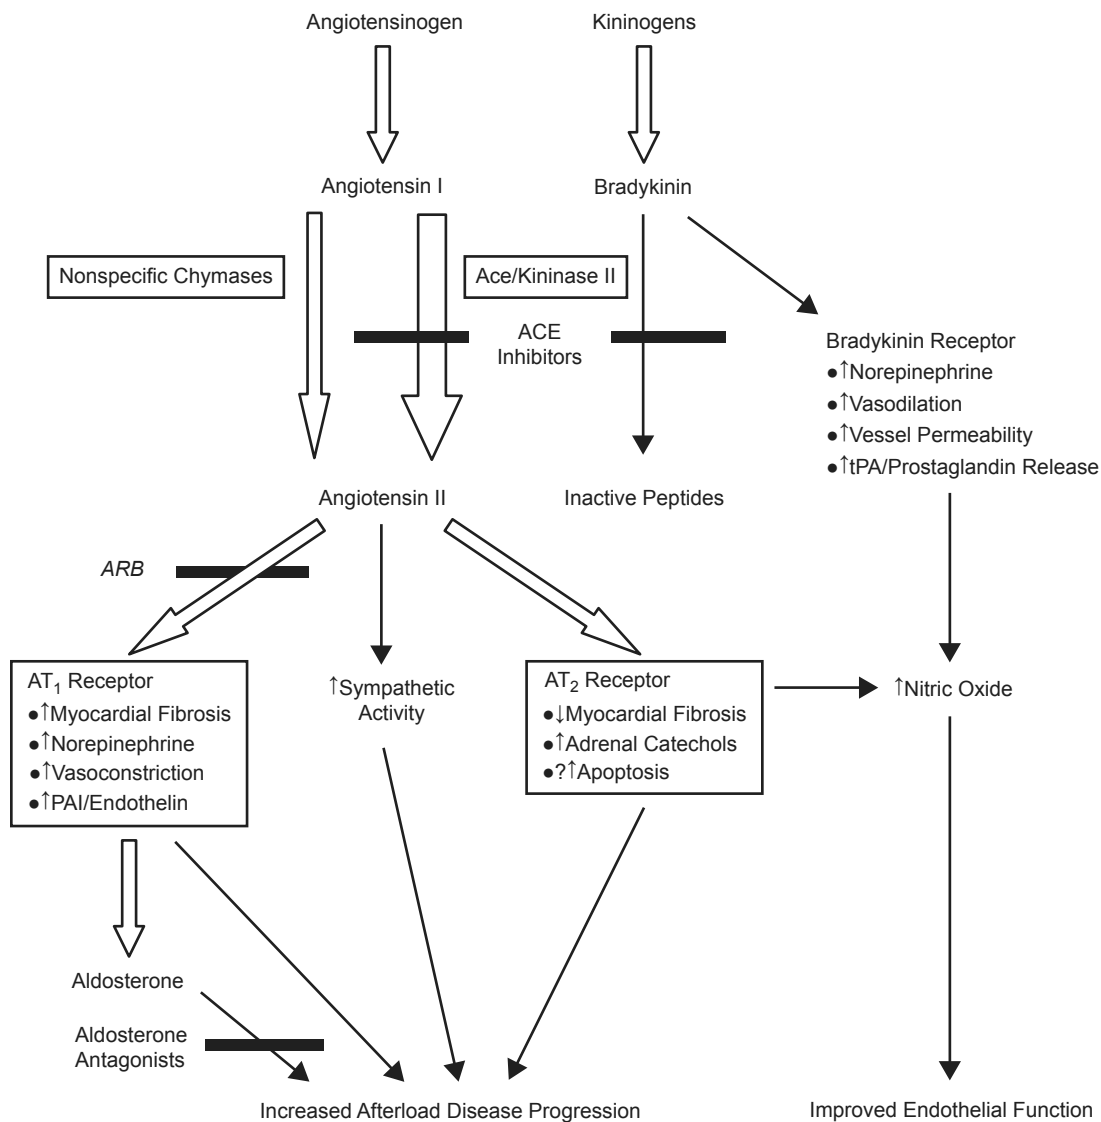 Angiotensinogen
Kininogens
Angiotensin I
Bradykinin
Nonspecific Chymases
Ace/Kininase II
ACE
Inhibitors
Bradykinin Receptor
●↑Norepinephrine
●↑Vasodilation
●↑Vessel Permeability
●↑tPA/Prostaglandin Release
Angiotensin II
Inactive Peptides
ARB
AT₁ Receptor
●↑Myocardial Fibrosis
●↑Norepinephrine
●↑Vasoconstriction
●↑PAI/Endothelin
↑Sympathetic
Activity
AT₂ Receptor
●↓Myocardial Fibrosis
●↑Adrenal Catechols
●?↑Apoptosis
↑Nitric Oxide
Aldosterone
Aldosterone
Antagonists
Increased Afterload Disease Progression
Improved Endothelial Function